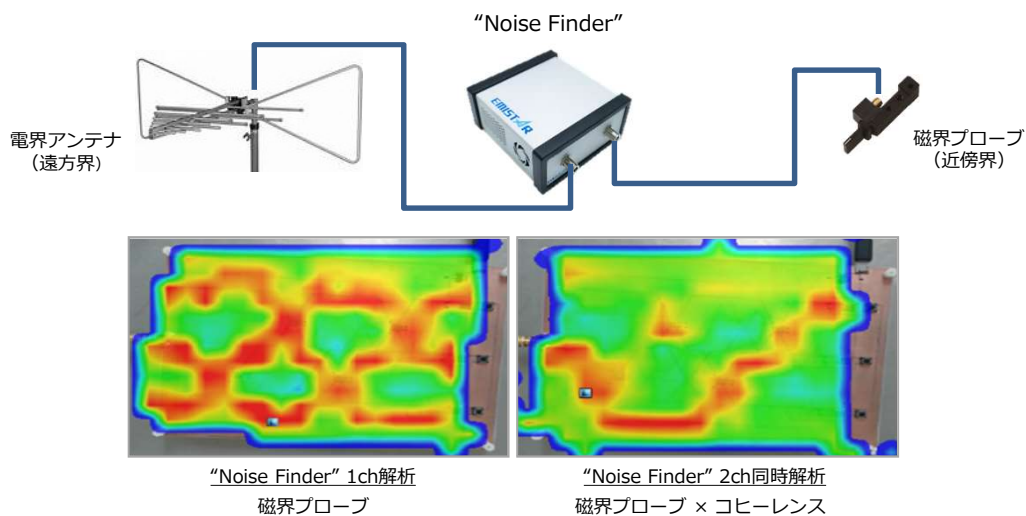 “Noise Finder”
電界アンテナ
（遠方界）
EMISTAR
磁界プローブ
（近傍界）
“Noise Finder” 1ch解析
磁界プローブ
“Noise Finder” 2ch同時解析
磁界プローブ × コヒーレンス